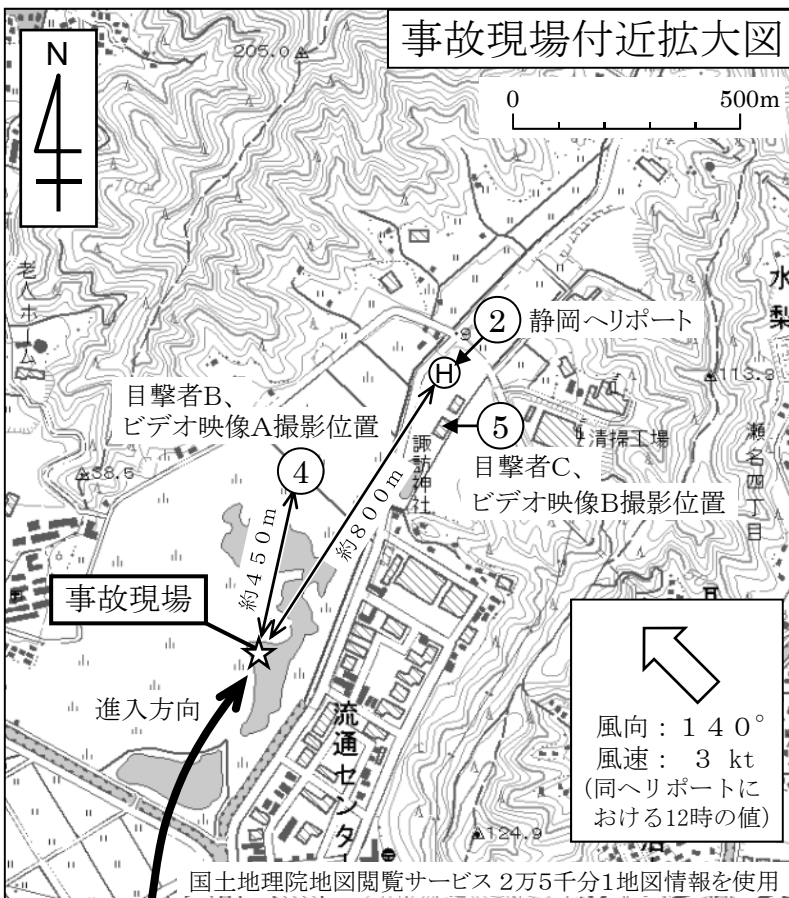 事故現場付近拡大図
N
205.0
0 500m
老人ホーム
水梨
② 静岡ヘリポート
H
113.3
目撃者B、
ビデオ映像A撮影位置
④
⑤
清掃工場
目撃者C、
ビデオ映像B撮影位置
諏訪神社
瀬名四丁目
38.5
約450m
約800m
事故現場
進入方向
流通センター
風向：140°
風速： 3 kt
(同ヘリポートに
おける12時の値)
124.9
国土地理院地図閲覧サービス 2万5千分1地図情報を使用